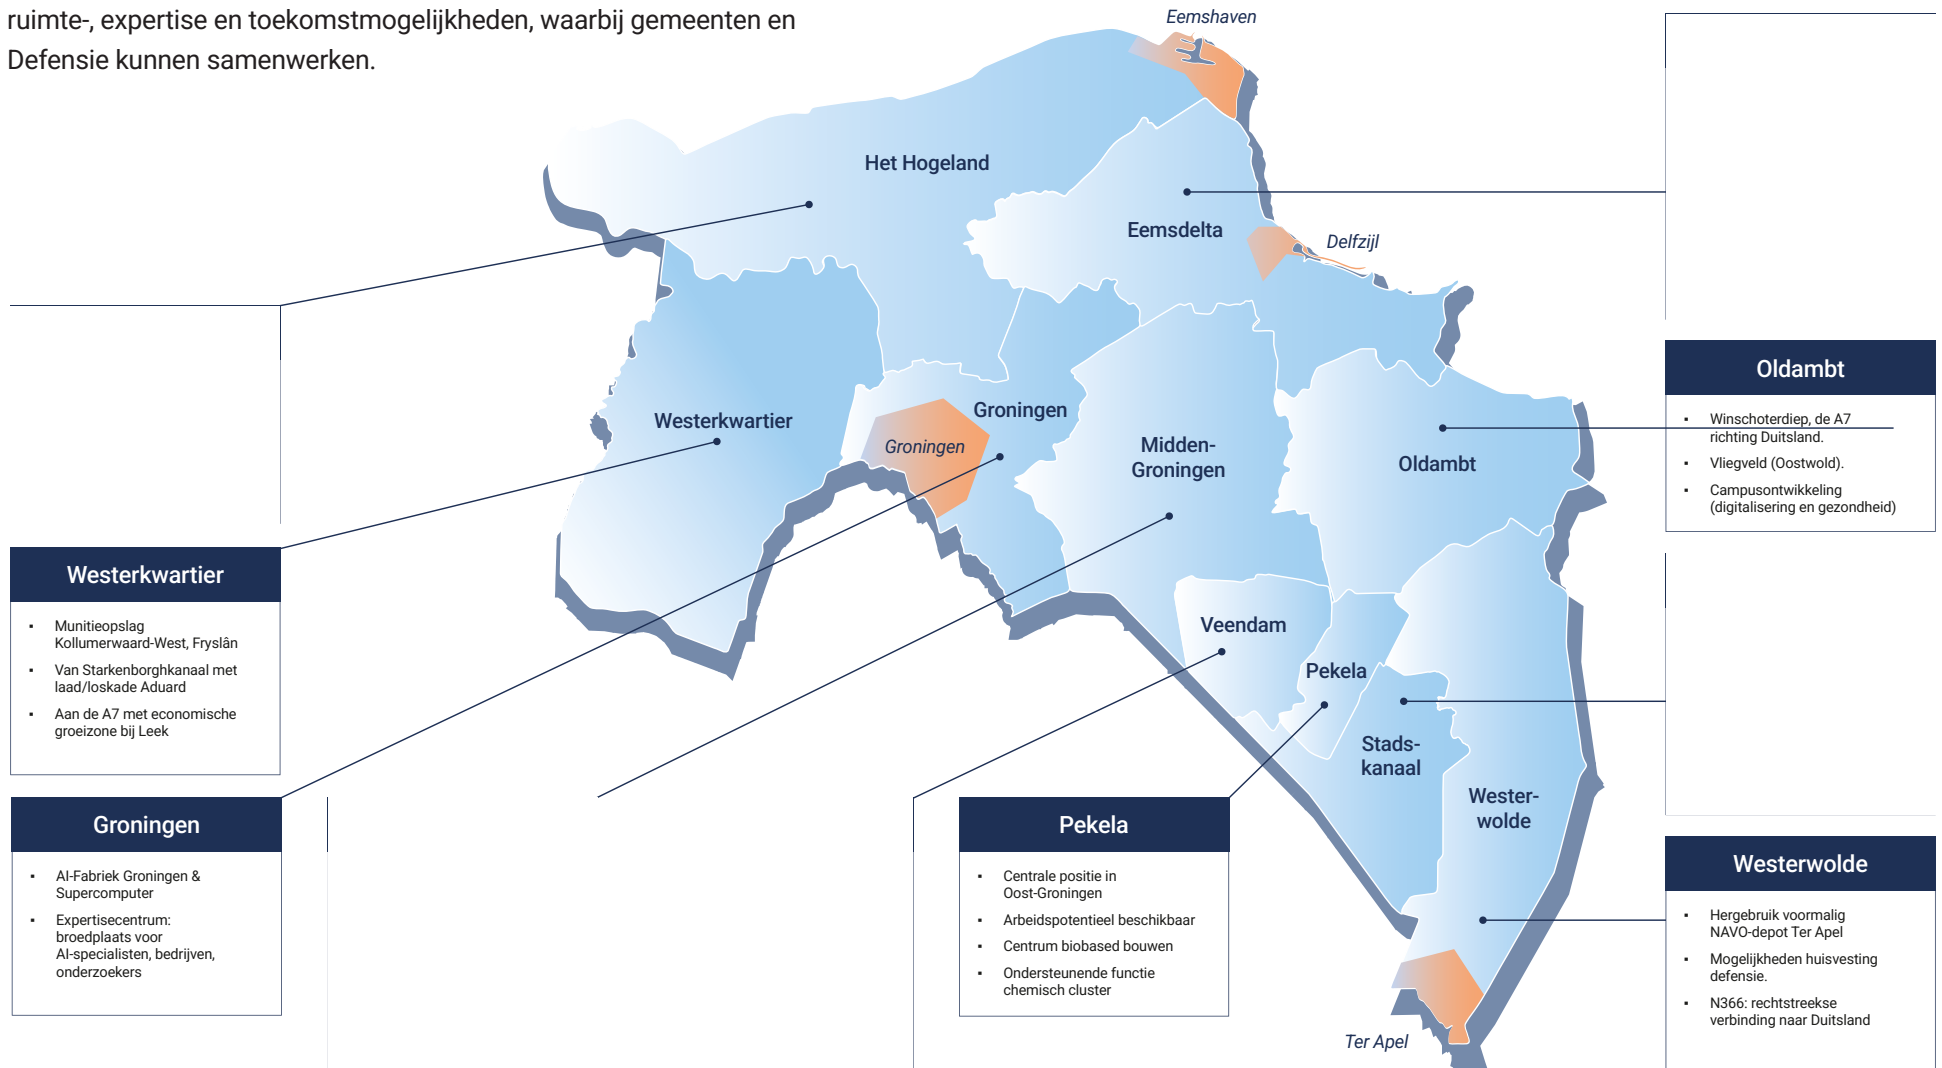 ruimte-, expertise en toekomstmogelijkheden, waarbij gemeenten en
Defensie kunnen samenwerken.
Eemshaven
Het Hogeland
Eemsdelta
Delfzijl
Westerkwartier
Groningen
Groningen
Midden-
Groningen
Oldambt
Veendam
Pekela
Stads-
kanaal
Wester-
wolde
Ter Apel
Oldambt
▪ Winschoterdiep, de A7
richting Duitsland.
▪ Vliegveld (Oostwold).
▪ Campusontwikkeling
(digitalisering en gezondheid)
Westerkwartier
▪ Munitieopslag
Kollumerwaard-West, Fryslân
▪ Van Starkenborghkanaal met
laad/loskade Aduard
▪ Aan de A7 met economische
groeizone bij Leek
Groningen
▪ AI-Fabriek Groningen &
Supercomputer
▪ Expertisecentrum:
broedplaats voor
AI-specialisten, bedrijven,
onderzoekers
Pekela
▪ Centrale positie in
Oost-Groningen
▪ Arbeidspotentieel beschikbaar
▪ Centrum biobased bouwen
▪ Ondersteunende functie
chemisch cluster
Westerwolde
▪ Hergebruik voormalig
NAVO-depot Ter Apel
▪ Mogelijkheden huisvesting
defensie.
▪ N366: rechtstreekse
verbinding naar Duitsland